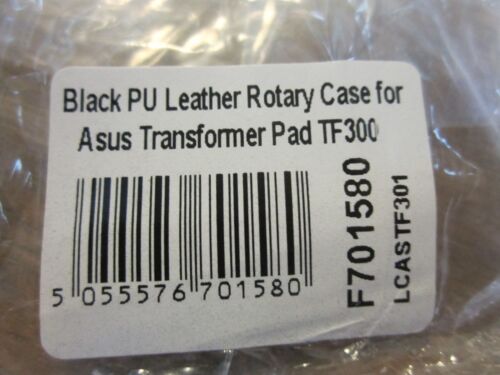 Black PU Leather Rotary Case for
Asus Transformer Pad TF300
5 055576 701580
F701580
LCASTF301